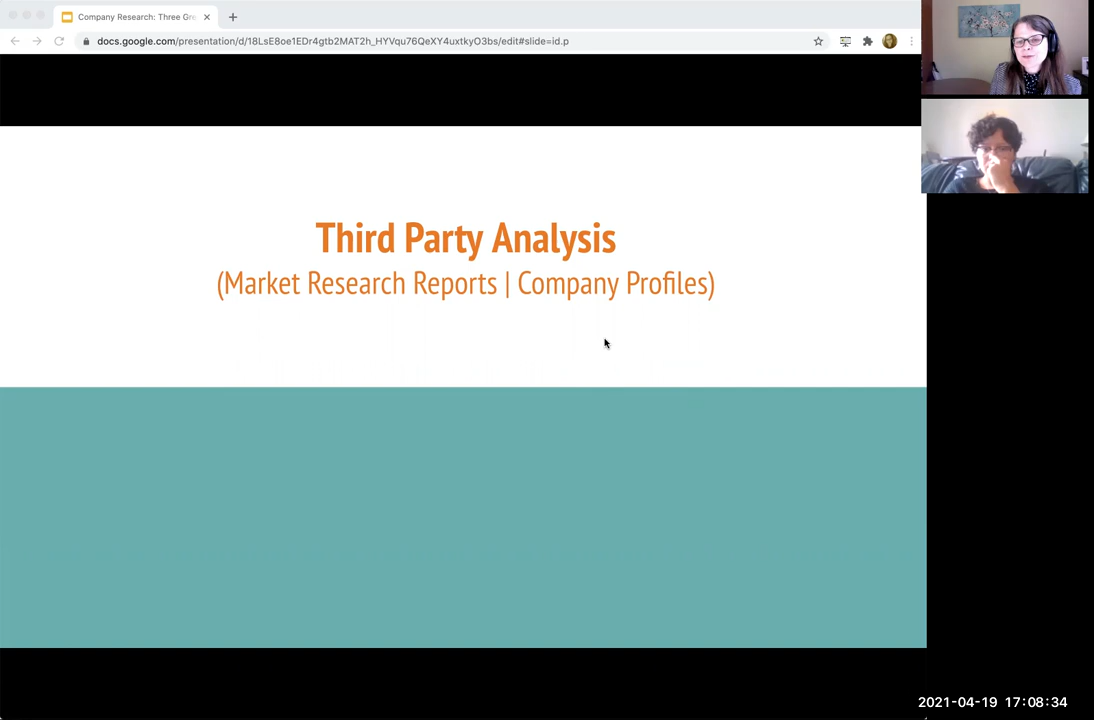 Company Research: Three Gre
docs.google.com/presentation/d/18LsE8oe1EDr4gtb2MAT2h_HYVqu76QeXY4uxtkyO3bs/edit#slide=id.p
Third Party Analysis
(Market Research Reports | Company Profiles)
2021-04-19 17:08:34